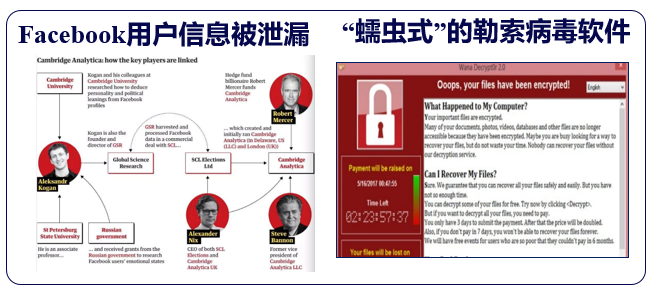 Facebook用户信息被泄漏
“蠕虫式”的勒索病毒软件
Cambridge Analytica: how the key players are linked
Cambridge
University
Kogan and his colleagues at
Cambridge University
researched how to deduce
personality and political
leanings from Facebook
profiles
Hedge fund
billionaire Robert
Mercer funds
Cambridge
Analytica
Robert
Mercer
Kogan is also the
founder and
director of GSR
GSR harvested and
processed Facebook
data in a commercial
deal with SCL...
... which created and
initially ran Cambridge
Analytica (in Delaware, US
(LLC) and London (UK))
Aleksandr
Kogan
Global Science
Research
SCL Elections
Ltd
Cambridge
Analytica
St Petersburg
State University
Russian
government
Alexander
Nix
Steve
Bannon
He is an associate
professor...
... and received grants from the
Russian government to research
Facebook users' emotional states
CEO of both SCL
Elections and
Cambridge
Analytica UK
Former vice
president of
Cambridge
Analytica LLC
Wana Decrypt0r 2.0
Ooops, your files have been encrypted!
English
What Happened to My Computer?
Your important files are encrypted.
Many of your documents, photos, videos, databases and other files are no longer
accessible because they have been encrypted. Maybe you are busy looking for a way to
recover your files, but do not waste your time. Nobody can recover your files without
our decryption service.
Payment will be raised on
5/16/2017 00:47:55
Time Left
02:23:57:37
Can I Recover My Files?
Sure. We guarantee that you can recover all your files safely and easily. But you have
not so enough time.
You can decrypt some of your files for free. Try now by clicking <Decrypt>.
But if you want to decrypt all your files, you need to pay.
You only have 3 days to submit the payment. After that the price will be doubled.
Also, if you don't pay in 7 days, you won't be able to recover your files forever.
We will have free events for users who are so poor that they couldn't pay in 6 months.
Your files will be lost on